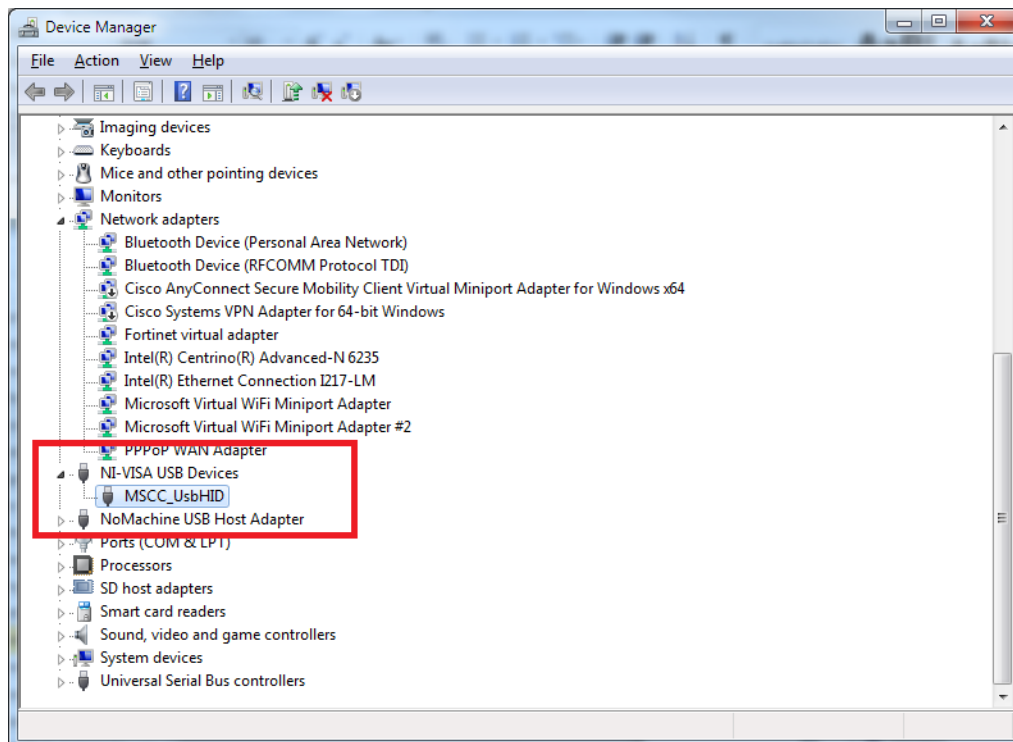 Device Manager
File Action View Help
Imaging devices
Keyboards
Mice and other pointing devices
Monitors
Network adapters
Bluetooth Device (Personal Area Network)
Bluetooth Device (RFCOMM Protocol TDI)
Cisco AnyConnect Secure Mobility Client Virtual Miniport Adapter for Windows x64
Cisco Systems VPN Adapter for 64-bit Windows
Fortinet virtual adapter
Intel(R) Centrino(R) Advanced-N 6235
Intel(R) Ethernet Connection I217-LM
Microsoft Virtual WiFi Miniport Adapter
Microsoft Virtual WiFi Miniport Adapter #2
PPPoP WAN Adapter
NI-VISA USB Devices
MSCC_UsbHID
NoMachine USB Host Adapter
Ports (COM & LPT)
Processors
SD host adapters
Smart card readers
Sound, video and game controllers
System devices
Universal Serial Bus controllers